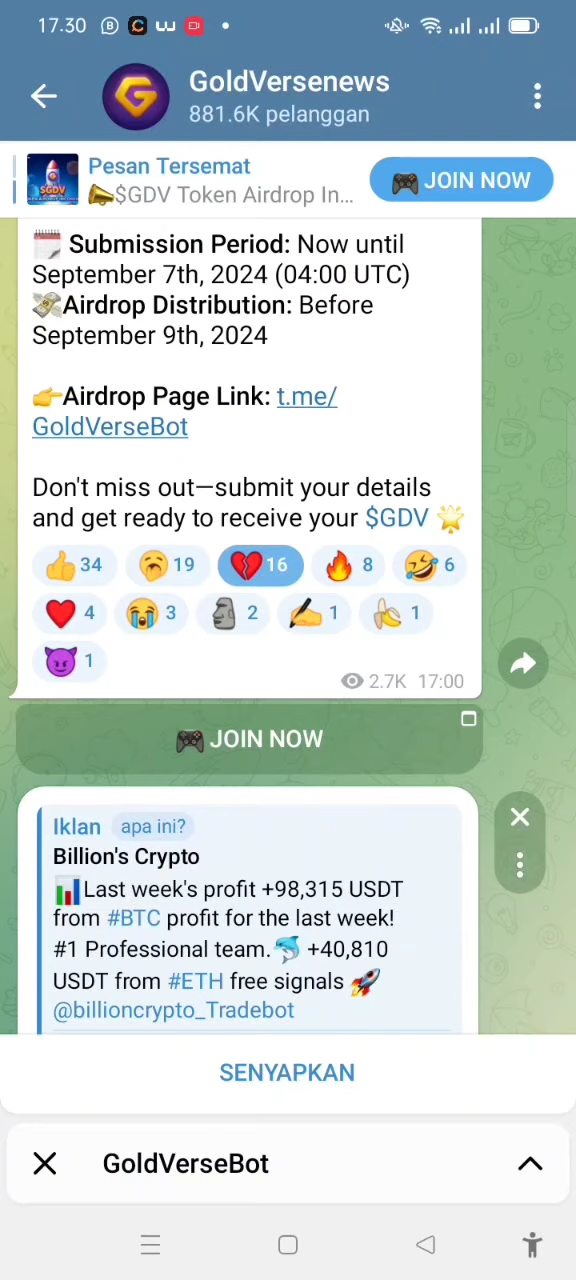 17.30
GoldVersenews
881.6K pelanggan
SGDV
Pesan Tersemat
📣$GDV Token Airdrop In...
🎮 JOIN NOW
🗓 Submission Period: Now until
September 7th, 2024 (04:00 UTC)
💸Airdrop Distribution: Before
September 9th, 2024
👉Airdrop Page Link: t.me/
GoldVerseBot
Don't miss out—submit your details
and get ready to receive your $GDV 🌟
👍 34 😢 19 💔 16 🔥 8 🤣 6
❤ 4 😭 3 🗿 2 ✍ 1 🍌 1
😈 1
2.7K 17:00
🎮 JOIN NOW
Iklan apa ini?
Billion's Crypto
📊Last week's profit +98,315 USDT
from #BTC profit for the last week!
#1 Professional team.🐬 +40,810
USDT from #ETH free signals 🚀
@billioncrypto_Tradebot
SENYAPKAN
GoldVerseBot